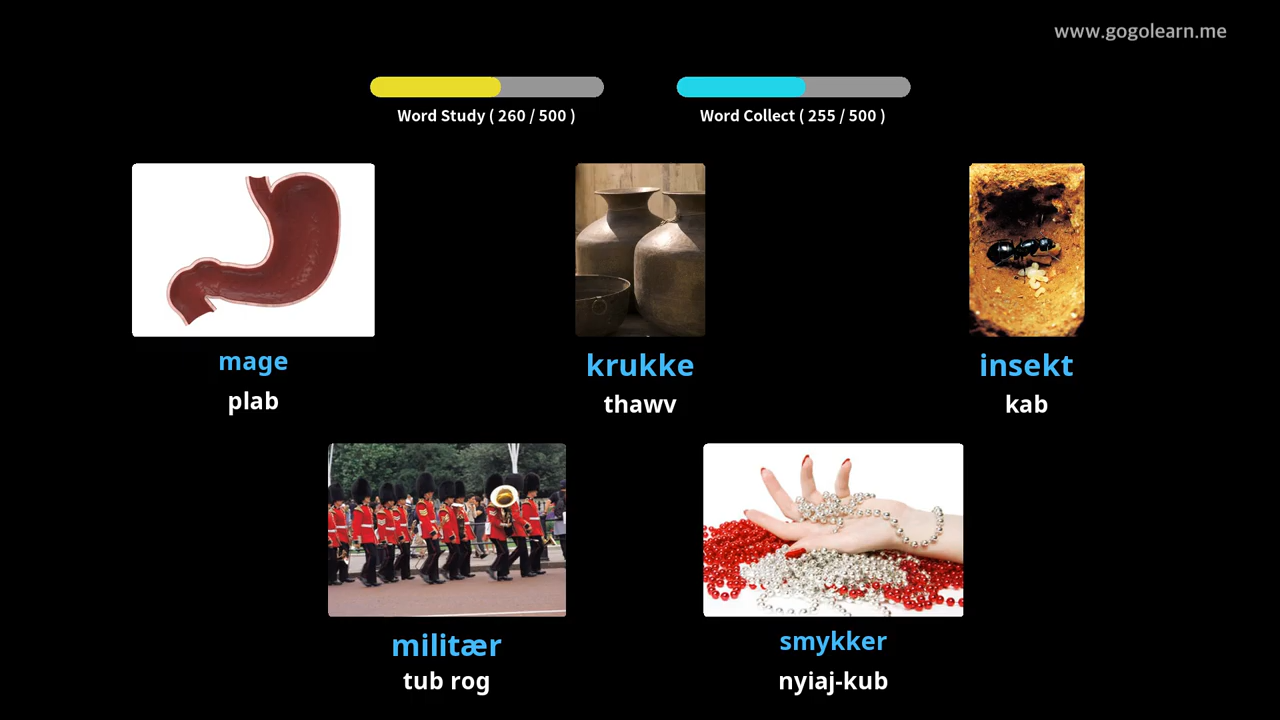 www.gogolearn.me
Word Study ( 260 / 500 )
Word Collect ( 255 / 500 )
mage
plab
krukke
thawv
insekt
kab
militær
tub rog
smykker
nyiaj-kub